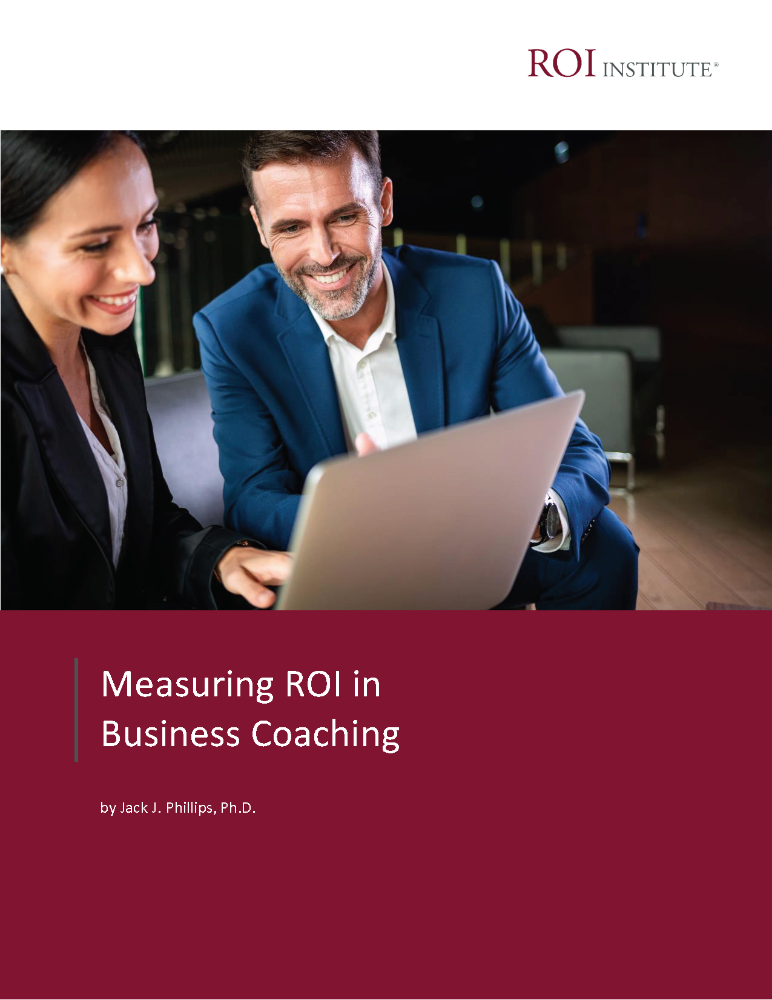 ROI INSTITUTE®
Measuring ROI in
Business Coaching
by Jack J. Phillips, Ph.D.